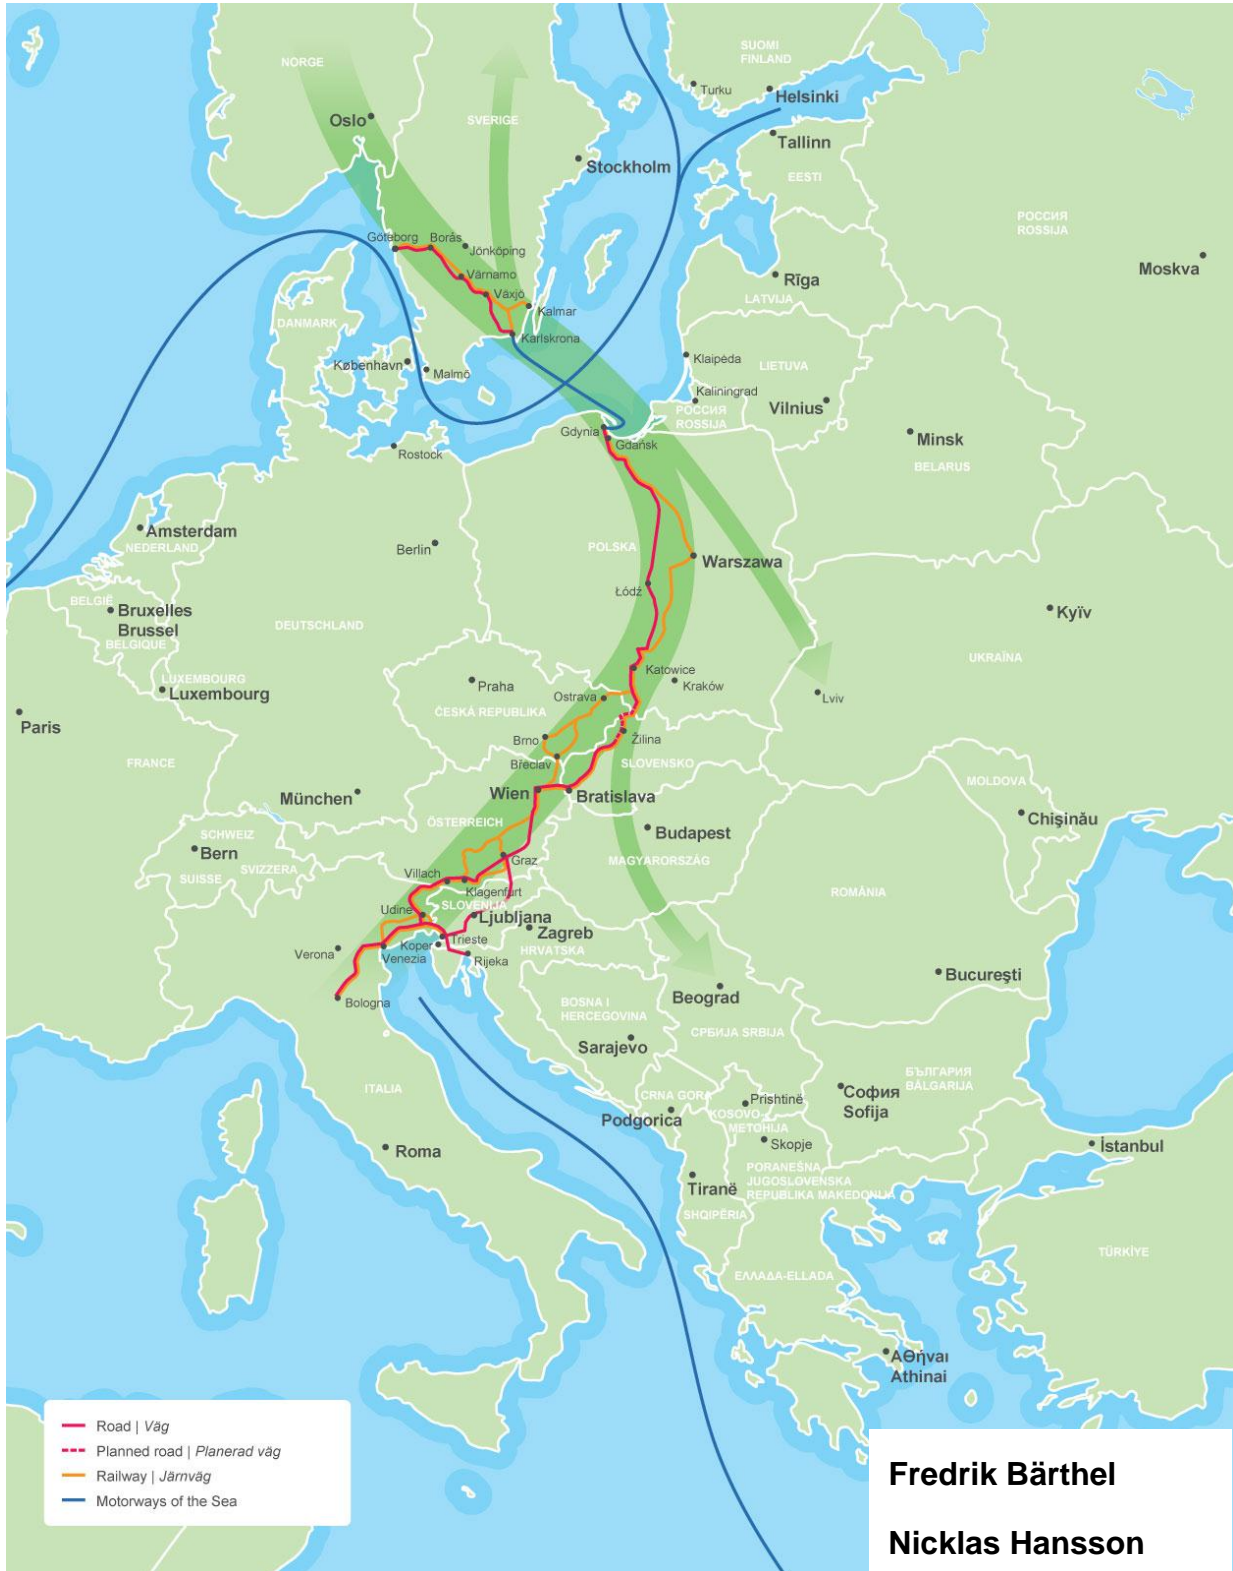 NORGE
SUOMI
FINLAND
Turku
Helsinki
Oslo
SVERIGE
Stockholm
Tallinn
EESTI
РОССИЯ
ROSSIJA
Moskva
Göteborg
Borås
Jönköping
Värnamo
Växjö
Kalmar
Karlskrona
Rīga
LATVIJA
DANMARK
København
Malmö
Klaipėda
LIETUVA
Kaliningrad
РОССИЯ
ROSSIJA
Vilnius
Minsk
BELARUS
Gdynia
Gdańsk
Rostock
Amsterdam
NEDERLAND
Berlin
POLSKA
Warszawa
Łódź
BELGIË
Bruxelles
Brussel
BELGIQUE
DEUTSCHLAND
Kyïv
UKRAÏNA
LUXEMBOURG
Luxembourg
Praha
Katowice
Kraków
Lviv
Ostrava
ČESKÁ REPUBLIKA
Paris
Brno
Žilina
Břeclav
SLOVENSKO
FRANCE
MOLDOVA
München
Wien
Bratislava
Chişinău
ÖSTERREICH
Budapest
SCHWEIZ
Bern
SVIZZERA
SUISSE
Graz
MAGYARORSZÁG
Villach
Klagenfurt
ROMÂNIA
SLOVENIJA
Udine
Ljubljana
Zagreb
Trieste
Koper
HRVATSKA
Verona
Venezia
Rijeka
Bucureşti
Beograd
Bologna
BOSNA I
HERCEGOVINA
СРБИЈА SRBIJA
Sarajevo
БЪЛГАРИЯ
BÂLGARIJA
ITALIA
CRNA GORA
Prishtinë
София
Sofija
KOSOVO-
METOHIJA
Podgorica
Skopje
Roma
İstanbul
PORANEŠNA
JUGOSLOVENSKA
REPUBLIKA MAKEDONIJA
Tiranë
SHQIPËRIA
TÜRKİYE
ΕΛΛΑΔΑ-ELLADA
Αθήναι
Athinai
Road | Väg
Planned road | Planerad väg
Railway | Järnväg
Motorways of the Sea
Fredrik Bärthel
Nicklas Hansson